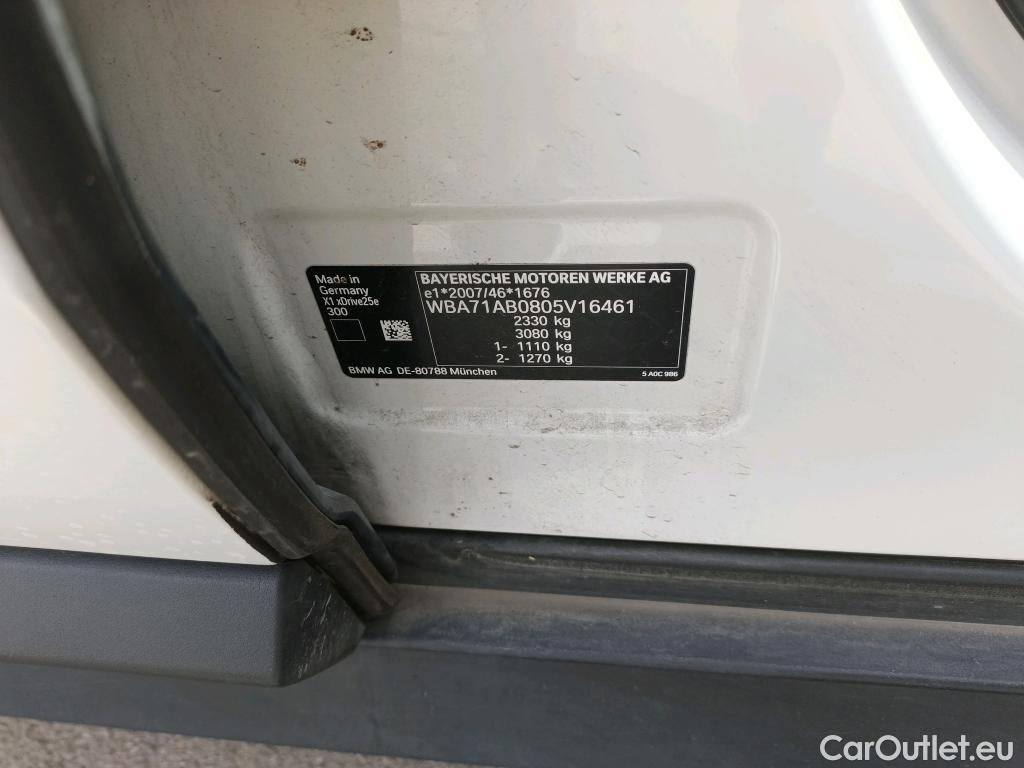 Made in
Germany
X1 xDrive25e
300
BAYERISCHE MOTOREN WERKE AG
e1*2007/46*1676
WBA71AB0805V16461
2330 kg
3080 kg
1- 1110 kg
2- 1270 kg
BMW AG DE-80788 München
5 A0C 986
CarOutlet.eu